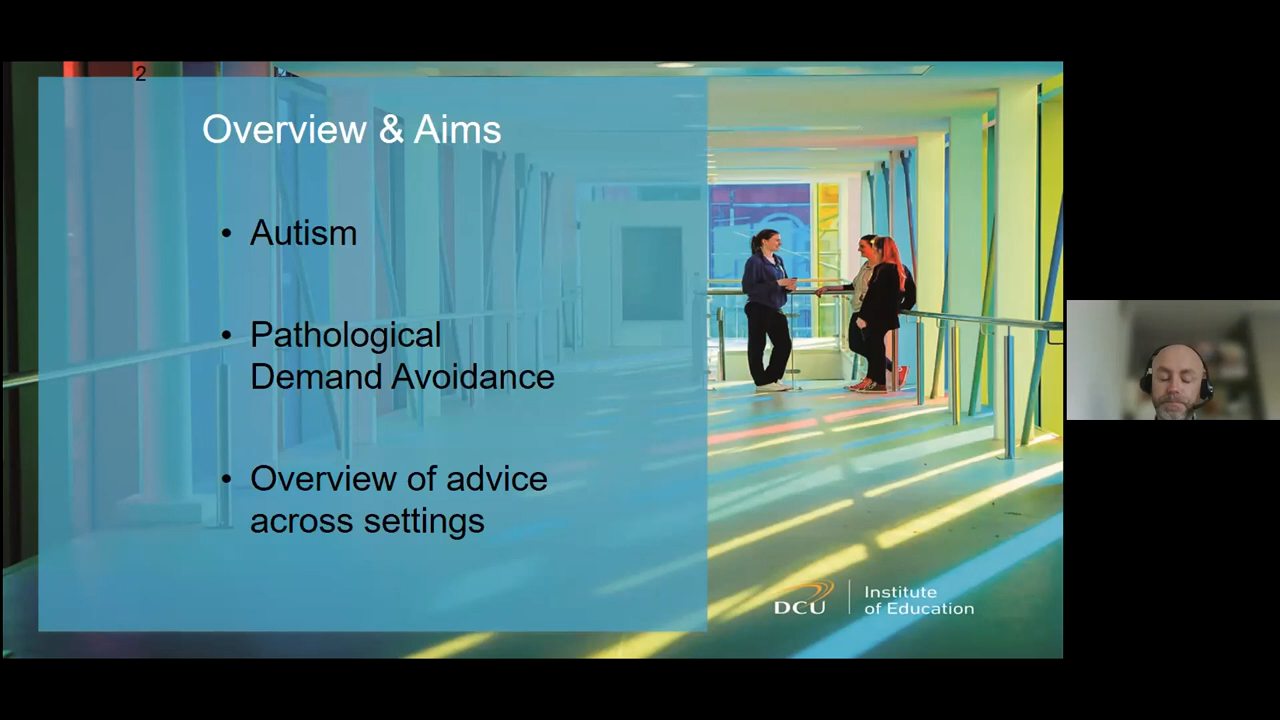 2
Overview & Aims
• Autism
• Pathological
Demand Avoidance
• Overview of advice
across settings
DCU
Institute
of Education